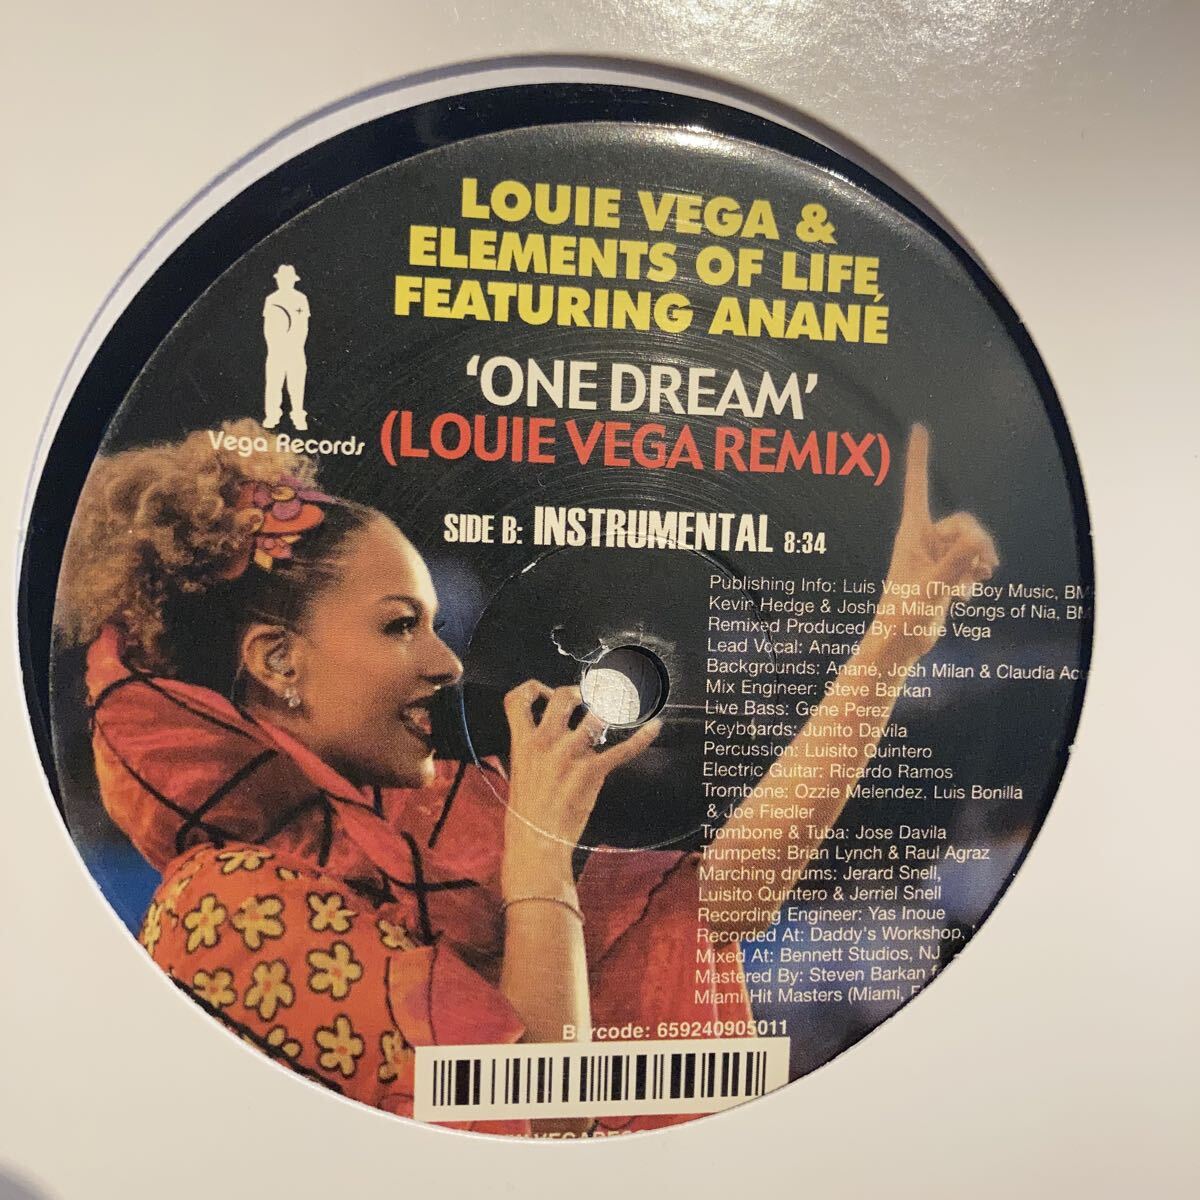 LOUIE VEGA &
ELEMENTS OF LIFE
FEATURING ANANÉ
'ONE DREAM'
(LOUIE VEGA REMIX)
Vega Records
SIDE B: INSTRUMENTAL 8:34
Publishing Info: Luis Vega (That Boy Music, BM
Kevin Hedge & Joshua Milan (Songs of Nia, BM
Remixed Produced By: Louie Vega
Lead Vocal: Anané
Backgrounds: Anané, Josh Milan & Claudia Acu
Mix Engineer: Steve Barkan
Live Bass: Gene Perez
Keyboards: Junito Davila
Percussion: Luisito Quintero
Electric Guitar: Ricardo Ramos
Trombone: Ozzie Melendez, Luis Bonilla
& Joe Fiedler
Trombone & Tuba: Jose Davila
Trumpets: Brian Lynch & Raul Agraz
Marching drums: Jerard Snell,
Luisito Quintero & Jerriel Snell
Recording Engineer: Yas Inoue
Recorded At: Daddy's Workshop,
Mixed At: Bennett Studios, NJ
Mastered By: Steven Barkan f
Miami Hit Masters (Miami, F
Barcode: 659240905011